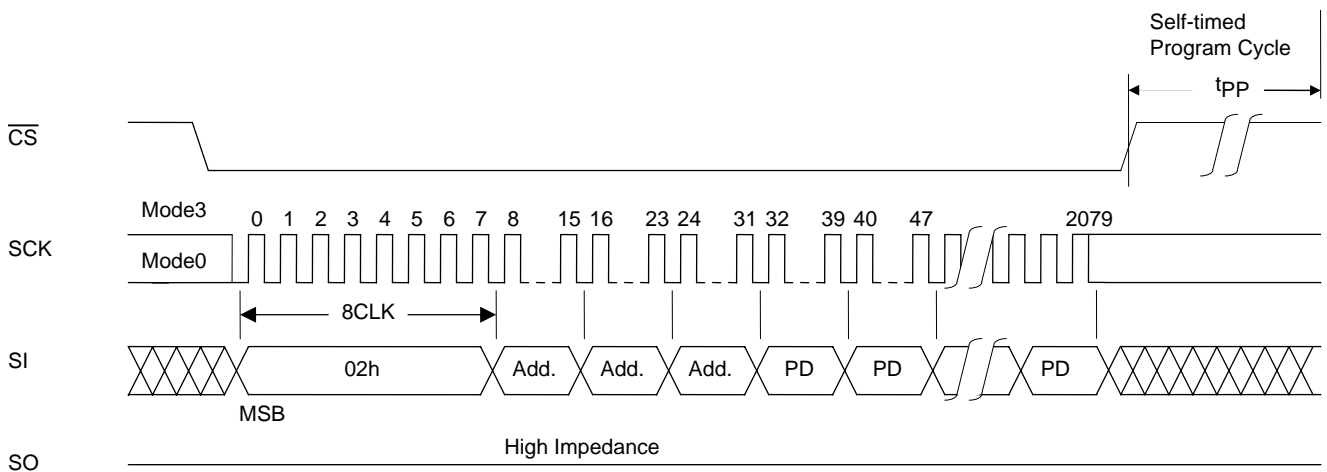 Self-timed
Program Cycle
tPP
CS
Mode3
0 1 2 3 4 5 6 7 8 15 16 23 24 31 32 39 40 47 2079
SCK
Mode0
8CLK
SI
02h Add. Add. Add. PD PD PD
MSB
High Impedance
SO